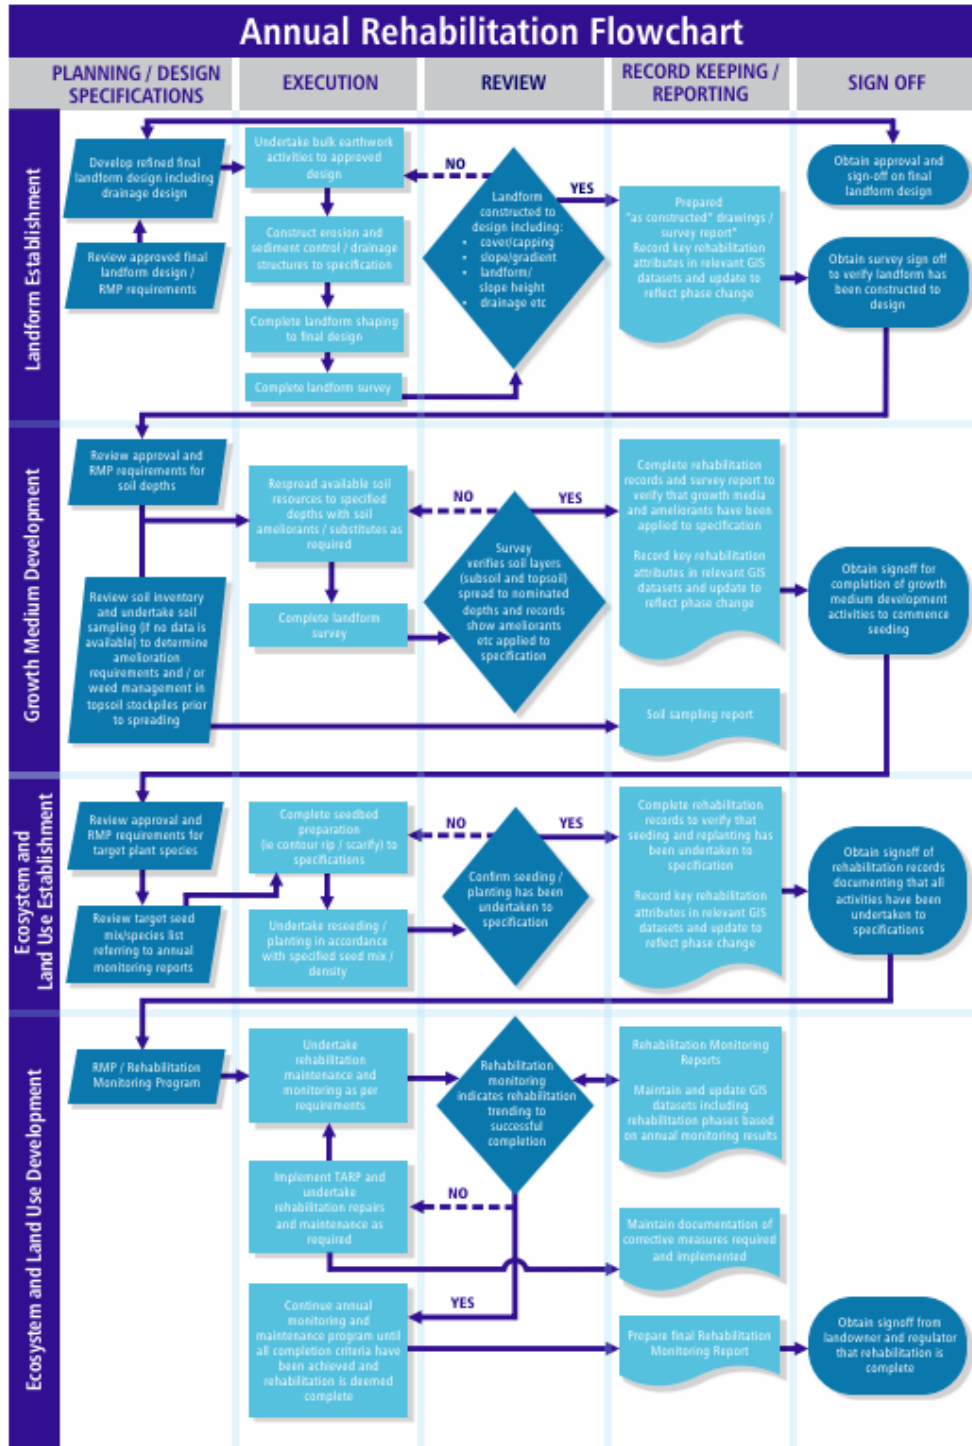 Annual Rehabilitation Flowchart
PLANNING / DESIGN
SPECIFICATIONS
EXECUTION
REVIEW
RECORD KEEPING /
REPORTING
SIGN OFF
Landform Establishment
Develop refined final
landform design including
drainage design
Review approved final
landform design /
RMP requirements
Undertake bulk earthwork
activities to approved
design
Construct erosion and
sediment control / drainage
structures to specification
Complete landform shaping
to final design
Complete landform survey
NO
Landform
constructed to
design including:
• cover/capping
• slope/gradient
• landform/
slope height
• drainage etc
YES
Prepared
"as constructed" drawings /
survey report"
Record key rehabilitation
attributes in relevant GIS
datasets and update to
reflect phase change
Obtain approval and
sign-off on final
landform design
Obtain survey sign off
to verify landform has
been constructed to
design
Growth Medium Development
Review approval and
RMP requirements for
soil depths
Review soil inventory
and undertake soil
sampling (if no data is
available) to determine
amelioration
requirements and / or
weed management in
topsoil stockpiles prior
to spreading
Respread available soil
resources to specified
depths with soil
ameliorants / substitutes as
required
Complete landform
survey
NO
Survey
verifies soil layers
(subsoil and topsoil)
spread to nominated
depths and records
show ameliorants
etc applied to
specification
YES
Complete rehabilitation
records and survey report to
verify that growth media
and ameliorants have been
applied to specification
Record key rehabilitation
attributes in relevant GIS
datasets and update to
reflect phase change
Soil sampling report
Obtain signoff for
completion of growth
medium development
activities to commence
seeding
Ecosystem and
Land Use Establishment
Review approval and
RMP requirements for
target plant species
Review target seed
mix/species list
referring to annual
monitoring reports
Complete seedbed
preparation
(ie contour rip / scarify) to
specifications
Undertake reseeding /
planting in accordance
with specified seed mix /
density
NO
Confirm seeding /
planting has been
undertaken to
specification
YES
Complete rehabilitation
records to verify that
seeding and replanting has
been undertaken to
specification
Record key rehabilitation
attributes in relevant GIS
datasets and update to
reflect phase change
Obtain signoff of
rehabilitation records
documenting that all
activities have been
undertaken to
specifications
Ecosystem and Land Use Development
RMP / Rehabilitation
Monitoring Program
Undertake
rehabilitation
maintenance and
monitoring as per
requirements
Implement TARP and
undertake
rehabilitation repairs
and maintenance as
required
Continue annual
monitoring and
maintenance program until
all completion criteria have
been achieved and
rehabilitation is deemed
complete
Rehabilitation
monitoring
indicates rehabilitation
trending to
successful
completion
NO
YES
Rehabilitation Monitoring
Reports
Maintain and update GIS
datasets including
rehabilitation phases based
on annual monitoring results
Maintain documentation of
corrective measures required
and implemented
Prepare final Rehabilitation
Monitoring Report
Obtain signoff from
landowner and regulator
that rehabilitation is
complete